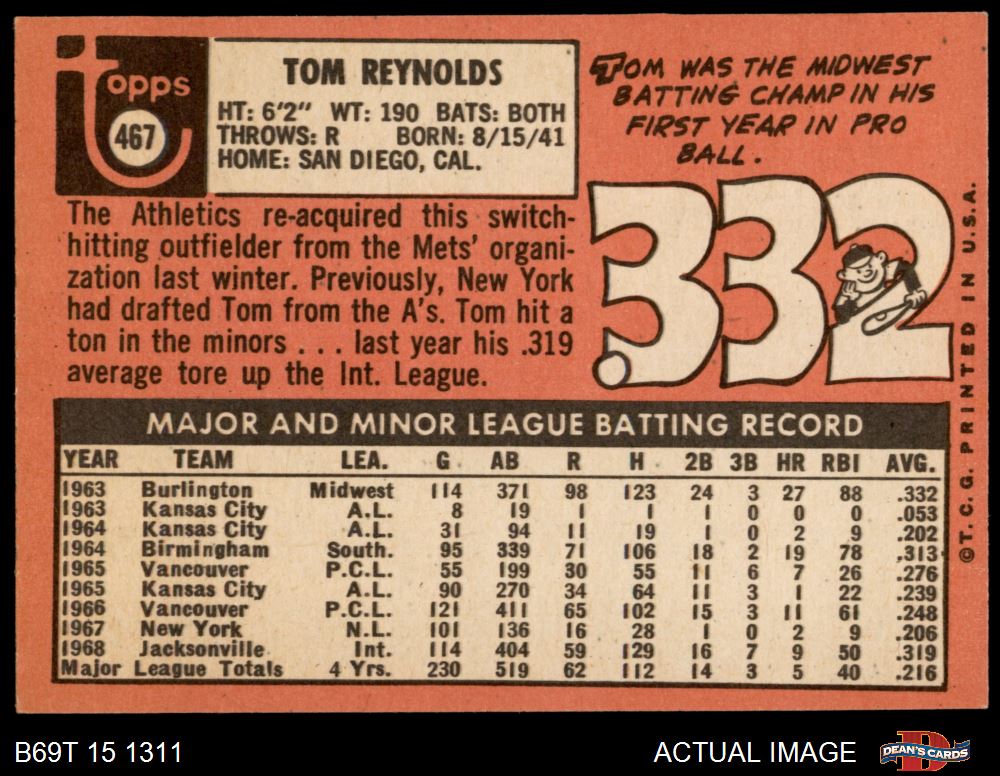 Topps
467
TOM REYNOLDS
HT: 6'2" WT: 190 BATS: BOTH
THROWS: R BORN: 8/15/41
HOME: SAN DIEGO, CAL.
TOM WAS THE MIDWEST
BATTING CHAMP IN HIS
FIRST YEAR IN PRO
BALL.
.332
The Athletics re-acquired this switch-
hitting outfielder from the Mets' organi-
zation last winter. Previously, New York
had drafted Tom from the A's. Tom hit a
ton in the minors . . . last year his .319
average tore up the Int. League.
MAJOR AND MINOR LEAGUE BATTING RECORD
YEAR TEAM LEA. G AB R H 2B 3B HR RBI AVG.
1963 Burlington Midwest 114 371 98 123 24 3 27 88 .332
1963 Kansas City A.L. 8 19 1 1 1 0 0 0 .053
1964 Kansas City A.L. 31 94 11 19 1 0 2 9 .202
1964 Birmingham South. 95 339 71 106 18 2 19 78 .313
1965 Vancouver P.C.L. 55 199 30 55 11 6 7 26 .276
1965 Kansas City A.L. 90 270 34 64 11 3 1 22 .239
1966 Vancouver P.C.L. 121 411 65 102 15 3 11 61 .248
1967 New York N.L. 101 136 16 28 1 0 2 9 .206
1968 Jacksonville Int. 114 404 59 129 16 7 9 50 .319
Major League Totals 4 Yrs. 230 519 62 112 14 3 5 40 .216
©T.C.G. PRINTED IN U.S.A.
B69T 15 1311
ACTUAL IMAGE
D
DEAN'S CARDS